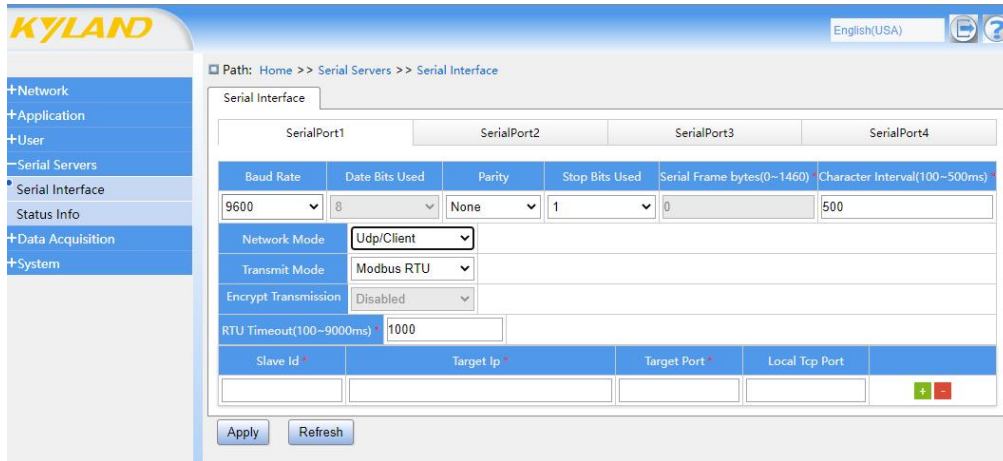 KYLAND
English(USA)
?
Path: Home >> Serial Servers >> Serial Interface
+Network
+Application
+User
−Serial Servers
Serial Interface
Status Info
+Data Acquisition
+System
Serial Interface
SerialPort1 SerialPort2 SerialPort3 SerialPort4
Baud Rate Date Bits Used Parity Stop Bits Used Serial Frame bytes(0~1460) * Character Interval(100~500ms) *
9600 8 None 1 0 500
Network Mode Udp/Client
Transmit Mode Modbus RTU
Encrypt Transmission Disabled
RTU Timeout(100~9000ms) * 1000
Slave Id * Target Ip * Target Port * Local Tcp Port
+ -
Apply Refresh